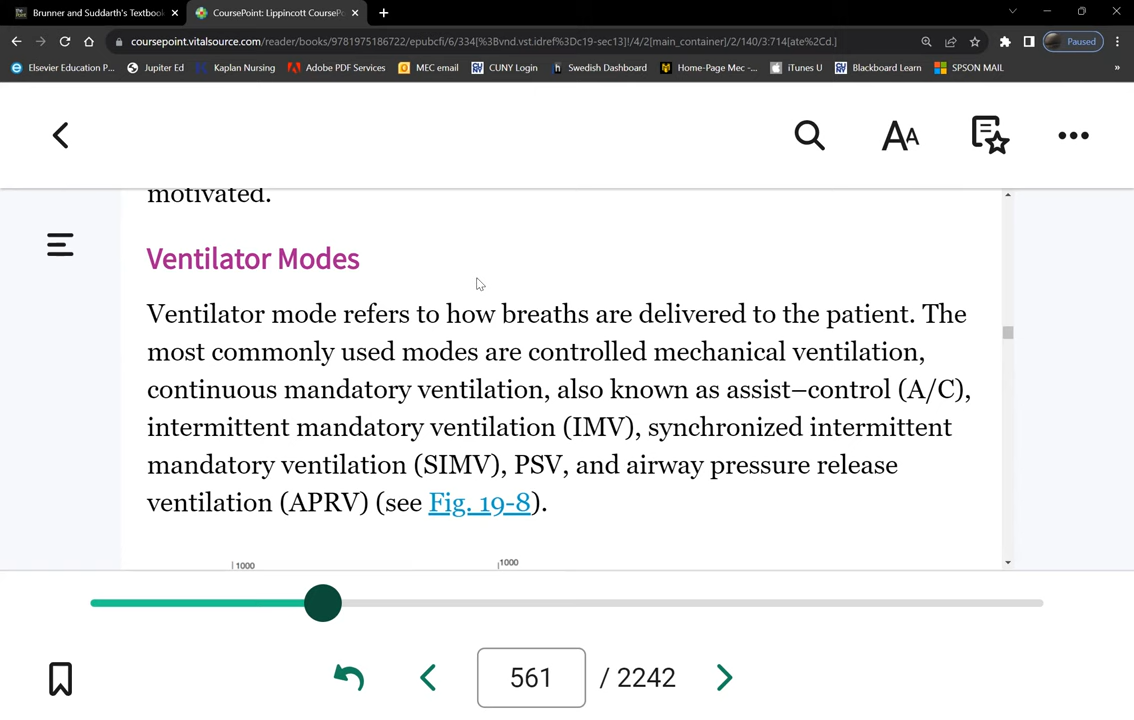 Brunner and Suddarth's Textbook
CoursePoint: Lippincott CourseP
coursepoint.vitalsource.com/reader/books/9781975186722/epubcfi/6/334[%3Bvnd.vst.idref%3Dc19-sec13]!/4/2[main_container]/2/140/3:714[ate%2Cd.]
Paused
Elsevier Education P...
Jupiter Ed
Kaplan Nursing
Adobe PDF Services
MEC email
CUNY Login
Swedish Dashboard
Home-Page Mec -...
iTunes U
Blackboard Learn
SPSON MAIL
»
AA
motivated.
Ventilator Modes
Ventilator mode refers to how breaths are delivered to the patient. The
most commonly used modes are controlled mechanical ventilation,
continuous mandatory ventilation, also known as assist–control (A/C),
intermittent mandatory ventilation (IMV), synchronized intermittent
mandatory ventilation (SIMV), PSV, and airway pressure release
ventilation (APRV) (see Fig. 19-8).
1000
1000
561 / 2242